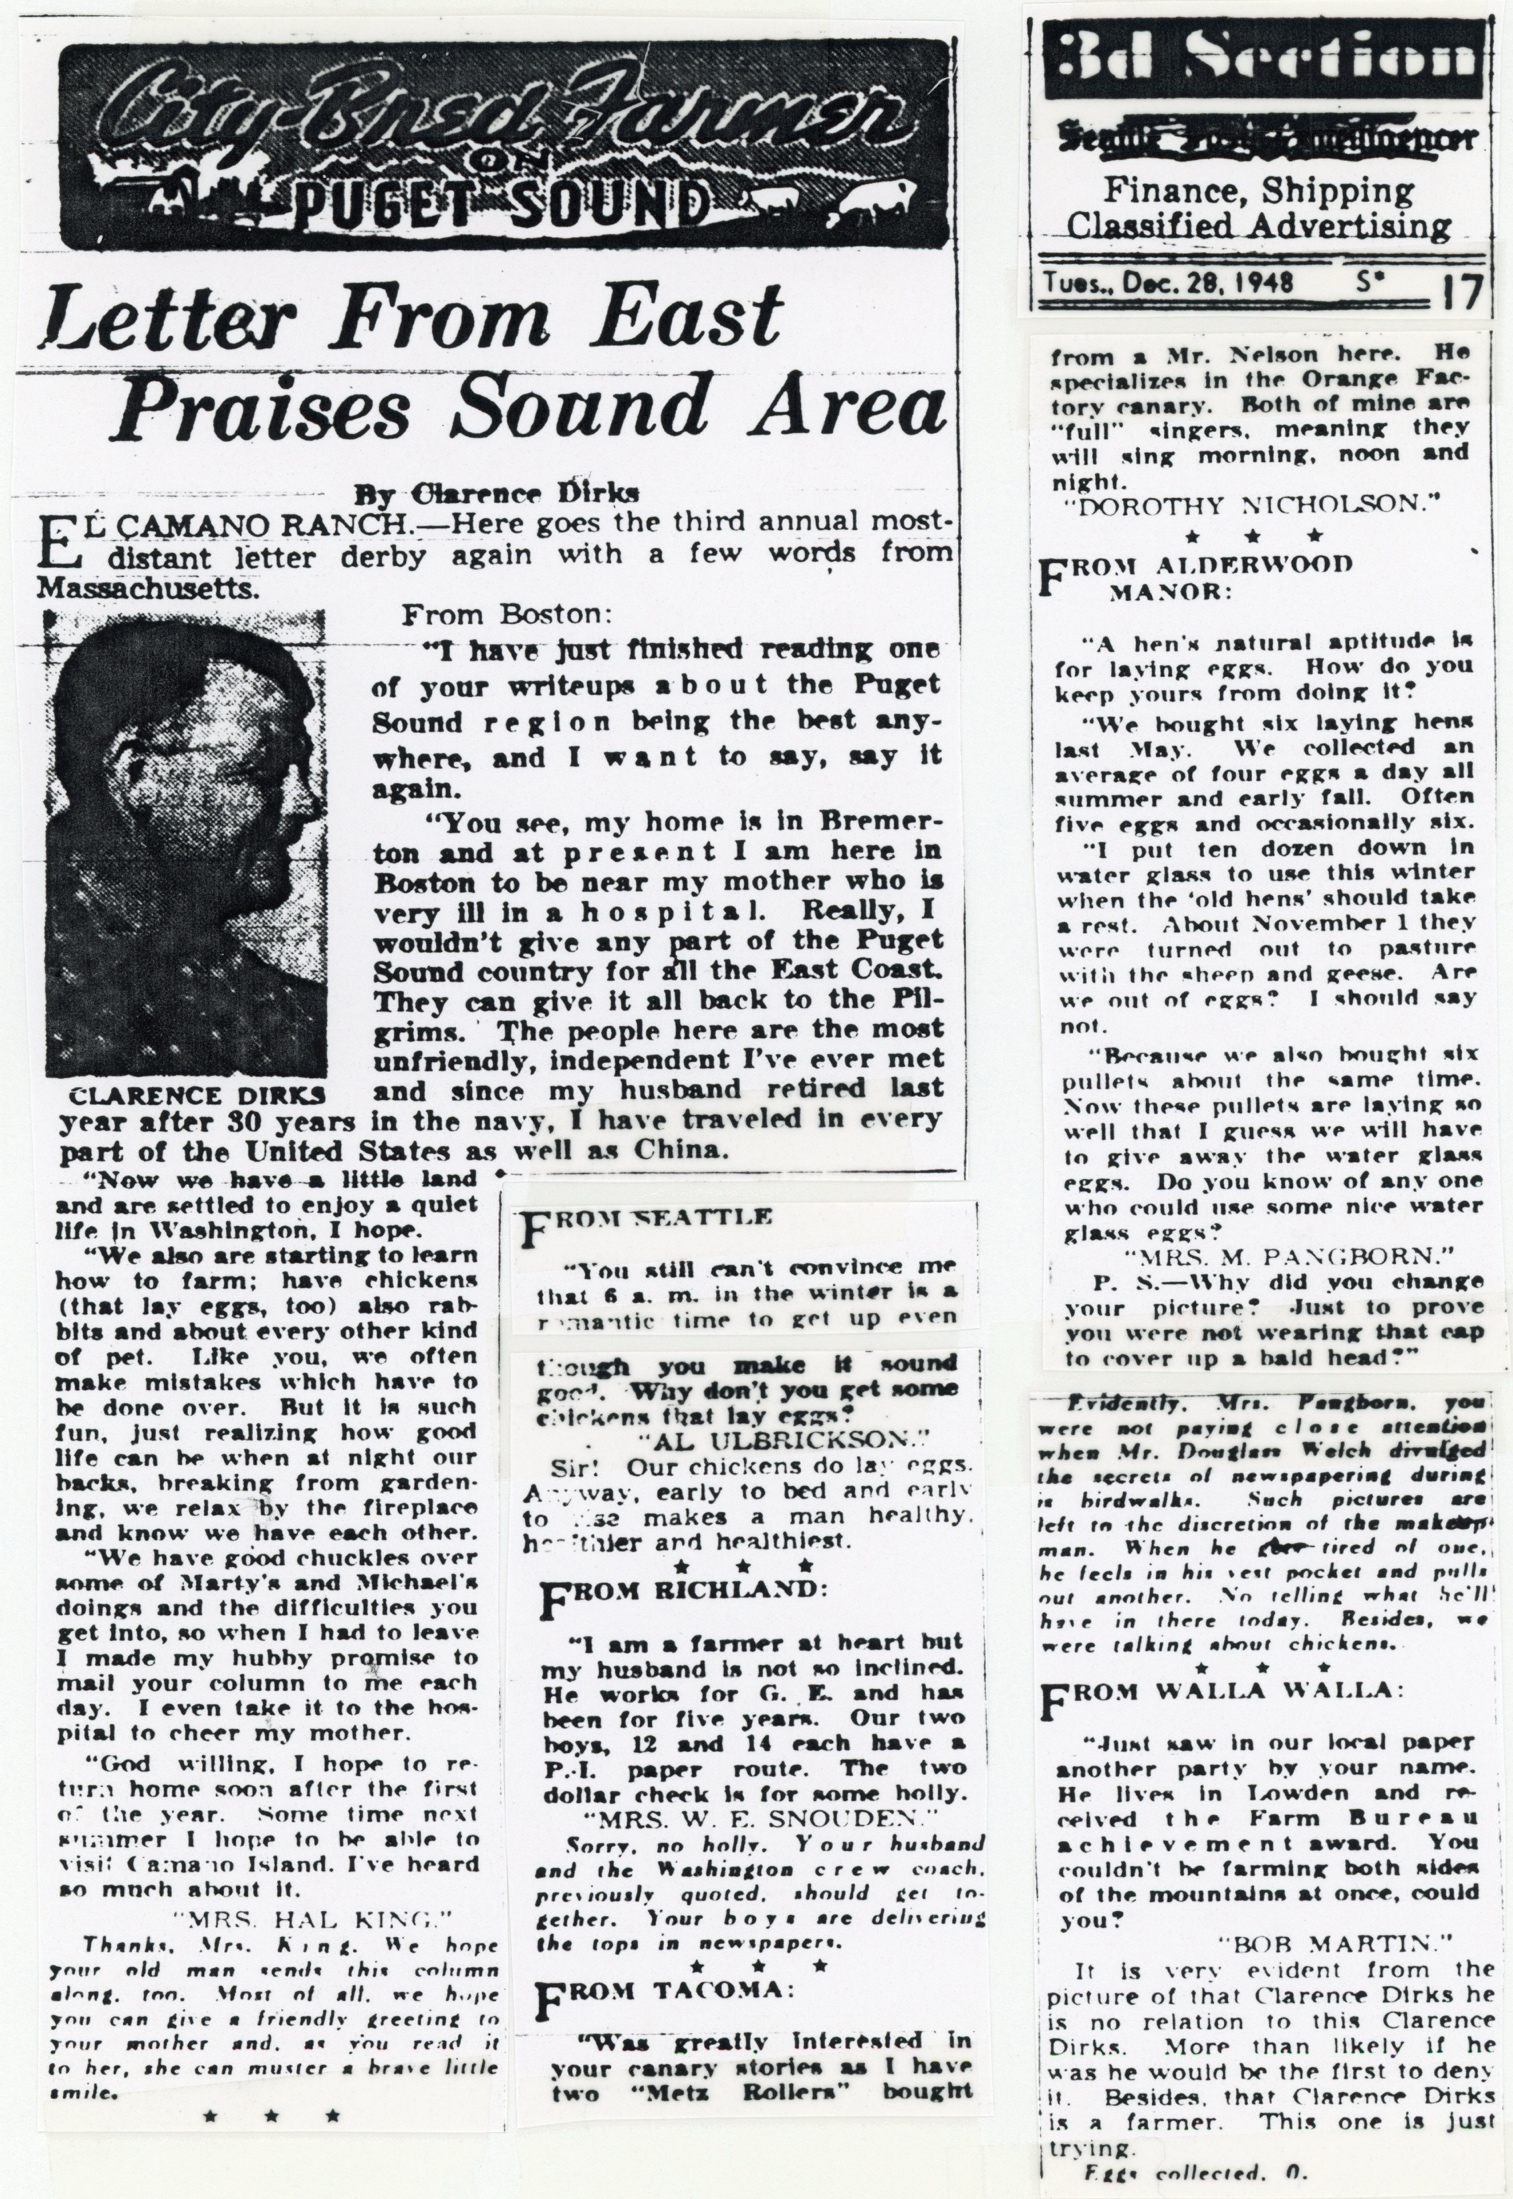 City-Bred Farmer
ON
PUGET SOUND
Letter From East
Praises Sound Area
By Clarence Dirks
EL CAMANO RANCH.—Here goes the third annual most-
distant letter derby again with a few words from
Massachusetts.
From Boston:
"I have just finished reading one
of your writeups about the Puget
Sound region being the best any-
where, and I want to say, say it
again.
"You see, my home is in Bremer-
ton and at present I am here in
Boston to be near my mother who is
very ill in a hospital. Really, I
wouldn't give any part of the Puget
Sound country for all the East Coast.
They can give it all back to the Pil-
grims. The people here are the most
unfriendly, independent I've ever met
CLARENCE DIRKS
and since my husband retired last
year after 30 years in the navy, I have traveled in every
part of the United States as well as China.
"Now we have a little land
and are settled to enjoy a quiet
life in Washington, I hope.
"We also are starting to learn
how to farm; have chickens
(that lay eggs, too) also rab-
bits and about every other kind
of pet. Like you, we often
make mistakes which have to
be done over. But it is such
fun, just realizing how good
life can be when at night our
backs, breaking from garden-
ing, we relax by the fireplace
and know we have each other.
"We have good chuckles over
some of Marty's and Michael's
doings and the difficulties you
get into, so when I had to leave
I made my hubby promise to
mail your column to me each
day. I even take it to the hos-
pital to cheer my mother.
"God willing, I hope to re-
turn home soon after the first
of the year. Some time next
summer I hope to be able to
visit Camano Island. I've heard
so much about it.
"MRS. HAL KING."
Thanks, Mrs. King. We hope
your old man sends this column
along, too. Most of all, we hope
you can give a friendly greeting to
your mother and, as you read it
to her, she can muster a brave little
smile.
★ ★ ★
FROM SEATTLE
"You still can't convince me
that 6 a. m. in the winter is a
romantic time to get up even
though you make it sound
good. Why don't you get some
chickens that lay eggs?
"AL ULBRICKSON."
Sir! Our chickens do lay eggs.
Anyway, early to bed and early
to rise makes a man healthy,
healthier and healthiest.
★ ★ ★
FROM RICHLAND:
"I am a farmer at heart but
my husband is not so inclined.
He works for G. E. and has
been for five years. Our two
boys, 12 and 14 each have a
P.-I. paper route. The two
dollar check is for some holly.
"MRS. W. E. SNOUDEN."
Sorry, no holly. Your husband
and the Washington crew coach,
previously quoted, should get to-
gether. Your boys are delivering
the tops in newspapers.
★ ★ ★
FROM TACOMA:
"Was greatly interested in
your canary stories as I have
two "Metz Rollers" bought
3d Section
Seattle Intelligencer
Finance, Shipping
Classified Advertising
Tues., Dec. 28, 1948 S* 17
from a Mr. Nelson here. He
specializes in the Orange Fac-
tory canary. Both of mine are
"full" singers, meaning they
will sing morning, noon and
night.
"DOROTHY NICHOLSON."
★ ★ ★
FROM ALDERWOOD
MANOR:
"A hen's natural aptitude is
for laying eggs. How do you
keep yours from doing it?
"We bought six laying hens
last May. We collected an
average of four eggs a day all
summer and early fall. Often
five eggs and occasionally six.
"I put ten dozen down in
water glass to use this winter
when the 'old hens' should take
a rest. About November 1 they
were turned out to pasture
with the sheep and geese. Are
we out of eggs? I should say
not.
"Because we also bought six
pullets about the same time.
Now these pullets are laying so
well that I guess we will have
to give away the water glass
eggs. Do you know of any one
who could use some nice water
glass eggs?
"MRS. M. PANGBORN."
P. S.—Why did you change
your picture? Just to prove
you were not wearing that cap
to cover up a bald head?"
Evidently, Mrs. Pangborn, you
were not paying close attention
when Mr. Douglass Welch divulged
the secrets of newspapering during
is birdwalks. Such pictures are
left to the discretion of the makeup
man. When he tired of one,
he feels in his vest pocket and pulls
out another. No telling what he'll
have in there today. Besides, we
were talking about chickens.
★ ★ ★
FROM WALLA WALLA:
"Just saw in our local paper
another party by your name.
He lives in Lowden and re-
ceived the Farm Bureau
achievement award. You
couldn't be farming both sides
of the mountains at once, could
you?
"BOB MARTIN."
It is very evident from the
picture of that Clarence Dirks he
is no relation to this Clarence
Dirks. More than likely if he
was he would be the first to deny
it. Besides, that Clarence Dirks
is a farmer. This one is just
trying.
Eggs collected, 0.